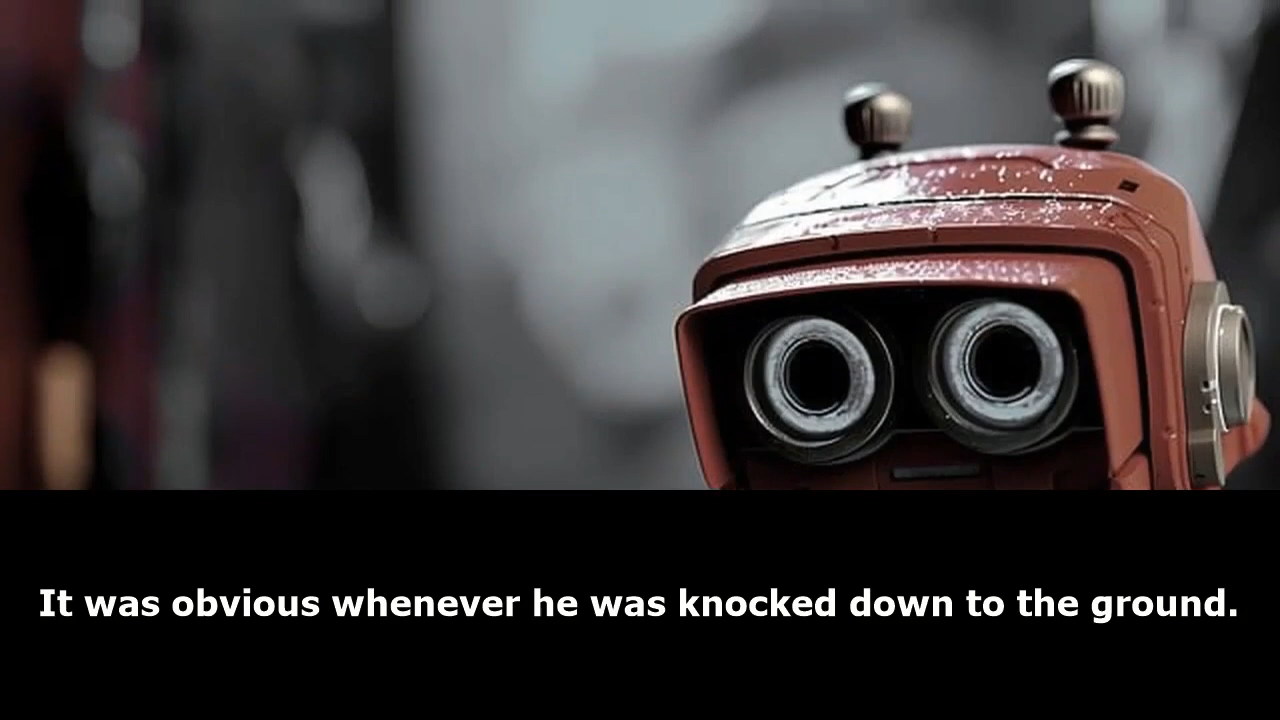 It was obvious whenever he was knocked down to the ground.